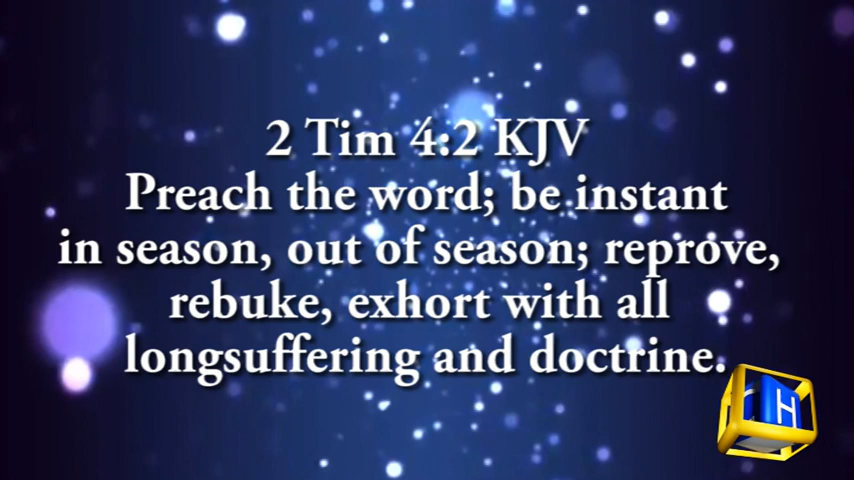 2 Tim 4:2 KJV
Preach the word; be instant
in season, out of season; reprove,
rebuke, exhort with all
longsuffering and doctrine.
H